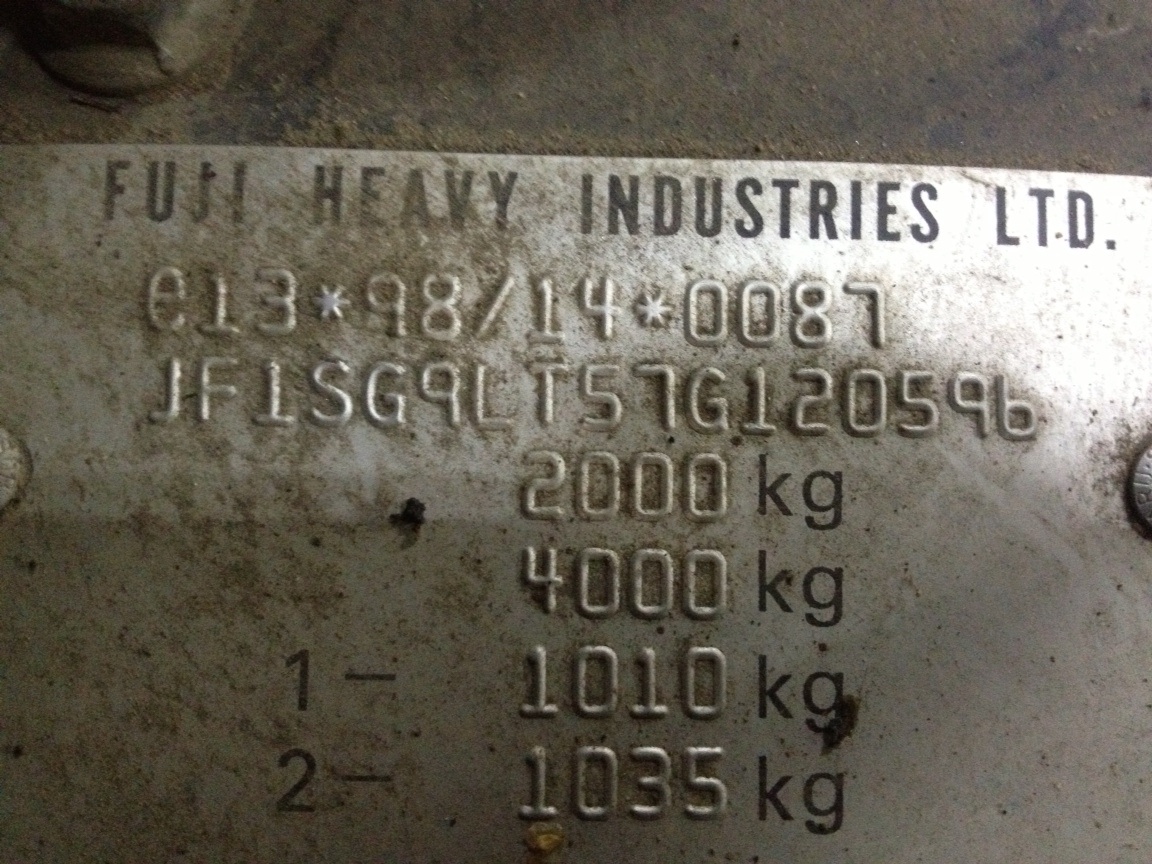 FUJI HEAVY INDUSTRIES LTD.
e13*98/14*0087
JF1SG9LT57G120596
2000 kg
4000 kg
1- 1010 kg
2- 1035 kg